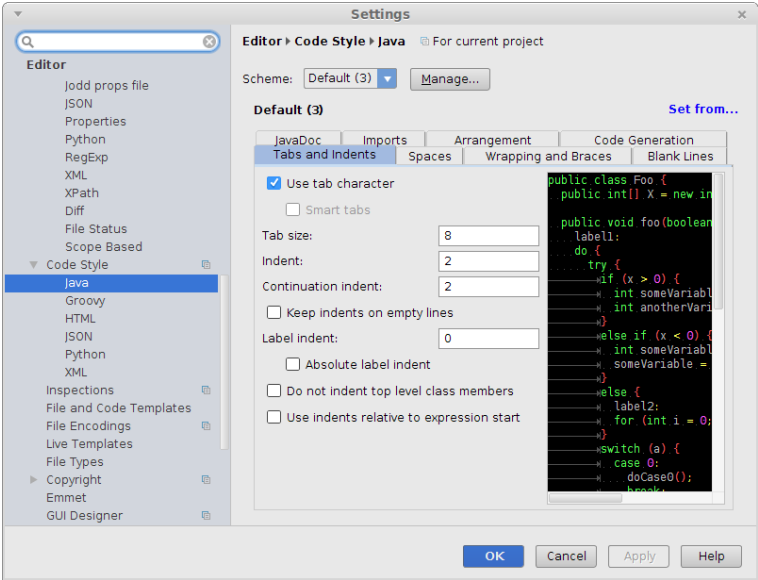 Settings
Editor
Jodd props file
JSON
Properties
Python
RegExp
XML
XPath
Diff
File Status
Scope Based
Code Style
Java
Groovy
HTML
JSON
Python
XML
Inspections
File and Code Templates
File Encodings
Live Templates
File Types
Copyright
Emmet
GUI Designer
Editor Code Style Java For current project
Scheme: Default (3) Manage...
Default (3) Set from...
JavaDoc Imports Arrangement Code Generation
Tabs and Indents Spaces Wrapping and Braces Blank Lines
Use tab character
Smart tabs
Tab size: 8
Indent: 2
Continuation indent: 2
Keep indents on empty lines
Label indent: 0
Absolute label indent
Do not indent top level class members
Use indents relative to expression start
public class Foo {
public int[] X = new in
public void foo(boolean
label1:
do {
try {
if (x > 0) {
int someVariabl
int anotherVari
}
else if (x < 0) {
int someVariabl
someVariable =
}
else {
label2:
for (int i = 0;
}
switch (a) {
case 0:
doCase0();
break;
OK Cancel Apply Help